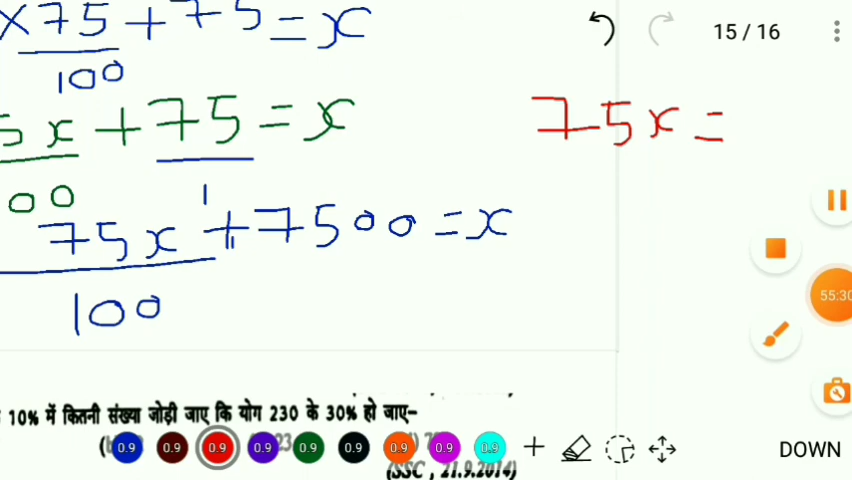 ×75 + 75 = x
100
15 / 16
5x + 75 = x
75x =
00
1
75x + 7500 = x
100
55:30
10% में कितनी संख्या जोड़ी जाए कि योग 230 के 30% हो जाए-
0.9 0.9 0.9 0.9 0.9 0.9 0.9 0.9 0.9
DOWN
(SSC , 21.9.2014)